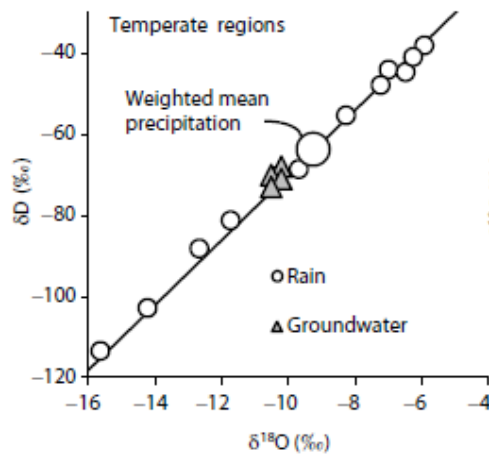 Temperate regions
Weighted mean
precipitation
δD (‰)
−40
−60
−80
−100
−120
Rain
Groundwater
−16
−14
−12
−10
−8
−6
−4
δ¹⁸O (‰)